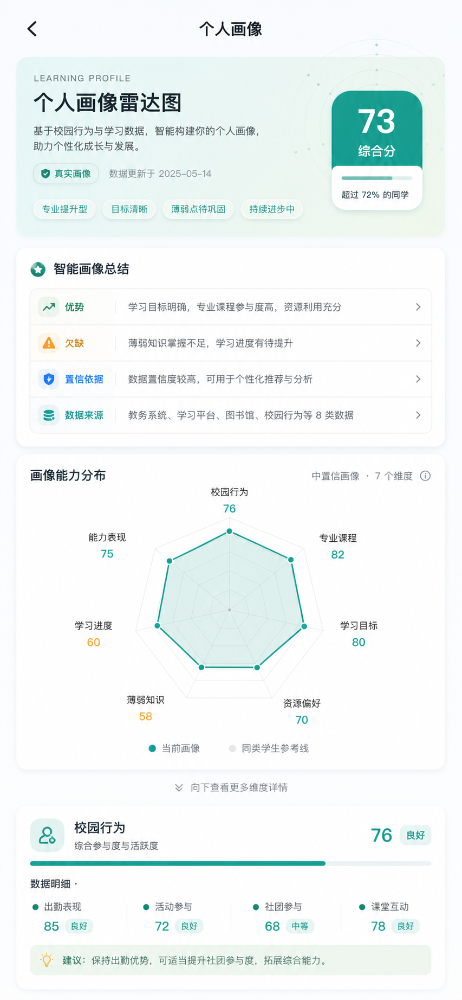 个人画像
LEARNING PROFILE
个人画像雷达图
基于校园行为与学习数据，智能构建你的个人画像，
助力个性化成长与发展。
真实画像 数据更新于 2025-05-14
专业提升型 目标清晰 薄弱点待巩固 持续进步中
73
综合分
超过 72% 的同学
智能画像总结
优势 学习目标明确，专业课程参与度高，资源利用充分
欠缺 薄弱知识掌握不足，学习进度有待提升
置信依据 数据置信度较高，可用于个性化推荐与分析
数据来源 教务系统、学习平台、图书馆、校园行为等 8 类数据
画像能力分布 中置信画像 · 7 个维度
校园行为
76
能力表现
75
专业课程
82
学习进度
60
学习目标
80
薄弱知识
58
资源偏好
70
当前画像 同类学生参考线
向下查看更多维度详情
校园行为
综合参与度与活跃度
76 良好
数据明细 ·
出勤表现 活动参与 社团参与 课堂互动
85 良好 72 良好 68 中等 78 良好
建议：保持出勤优势，可适当提升社团参与度，拓展综合能力。